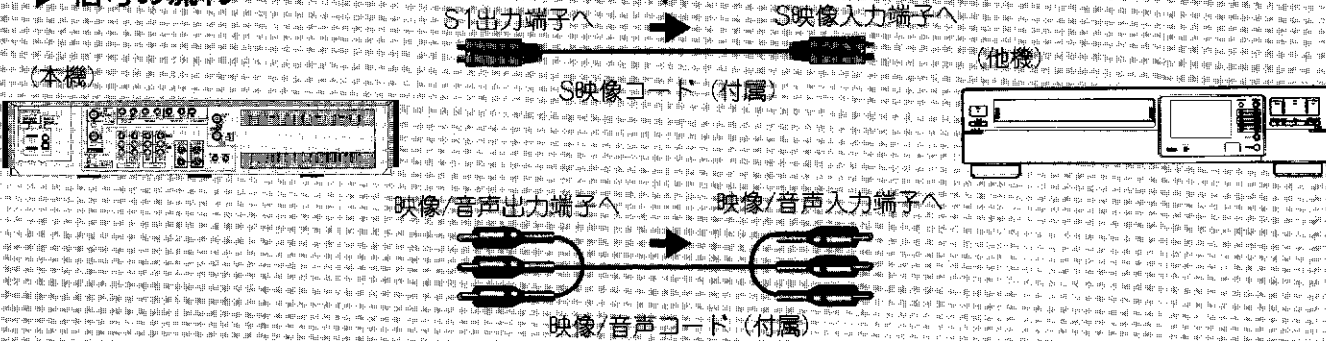 S1出力端子へ
S映像入力端子へ
(本機)
(他機)
S映像コード (付属)
映像/音声出力端子へ
映像/音声入力端子へ
映像/音声コード (付属)